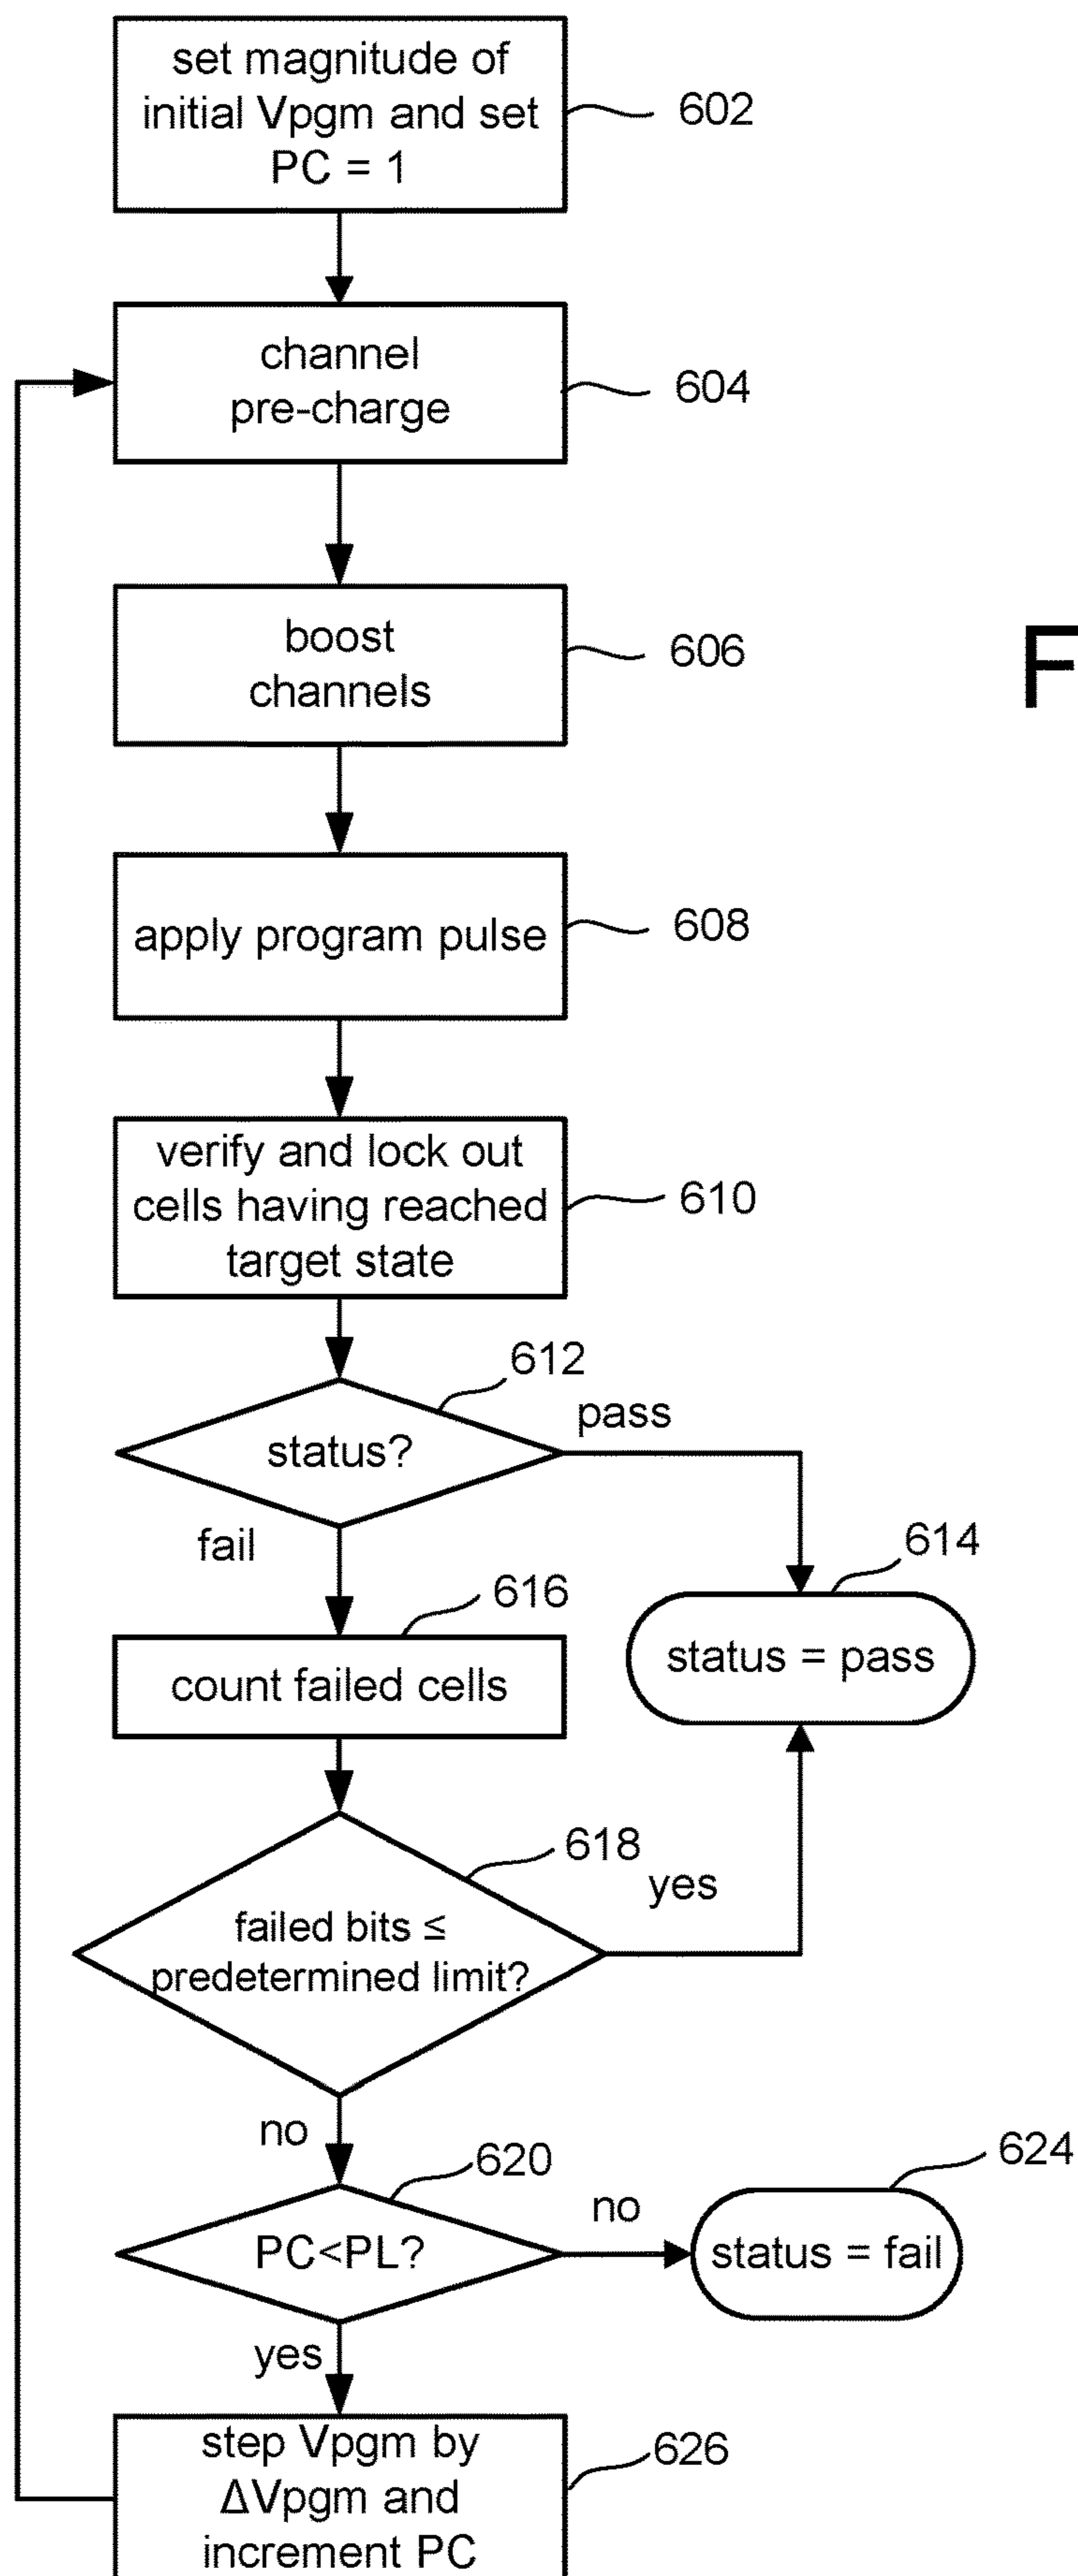 set magnitude of
initial Vpgm and set
PC = 1
602
channel
pre-charge
604
boost
channels
606
F
apply program pulse
608
verify and lock out
cells having reached
target state
610
612
status?
pass
fail
614
status = pass
616
count failed cells
618
yes
failed bits ≤
predetermined limit?
no
620
624
PC<PL?
no
status = fail
yes
step Vpgm by
ΔVpgm and
increment PC
626